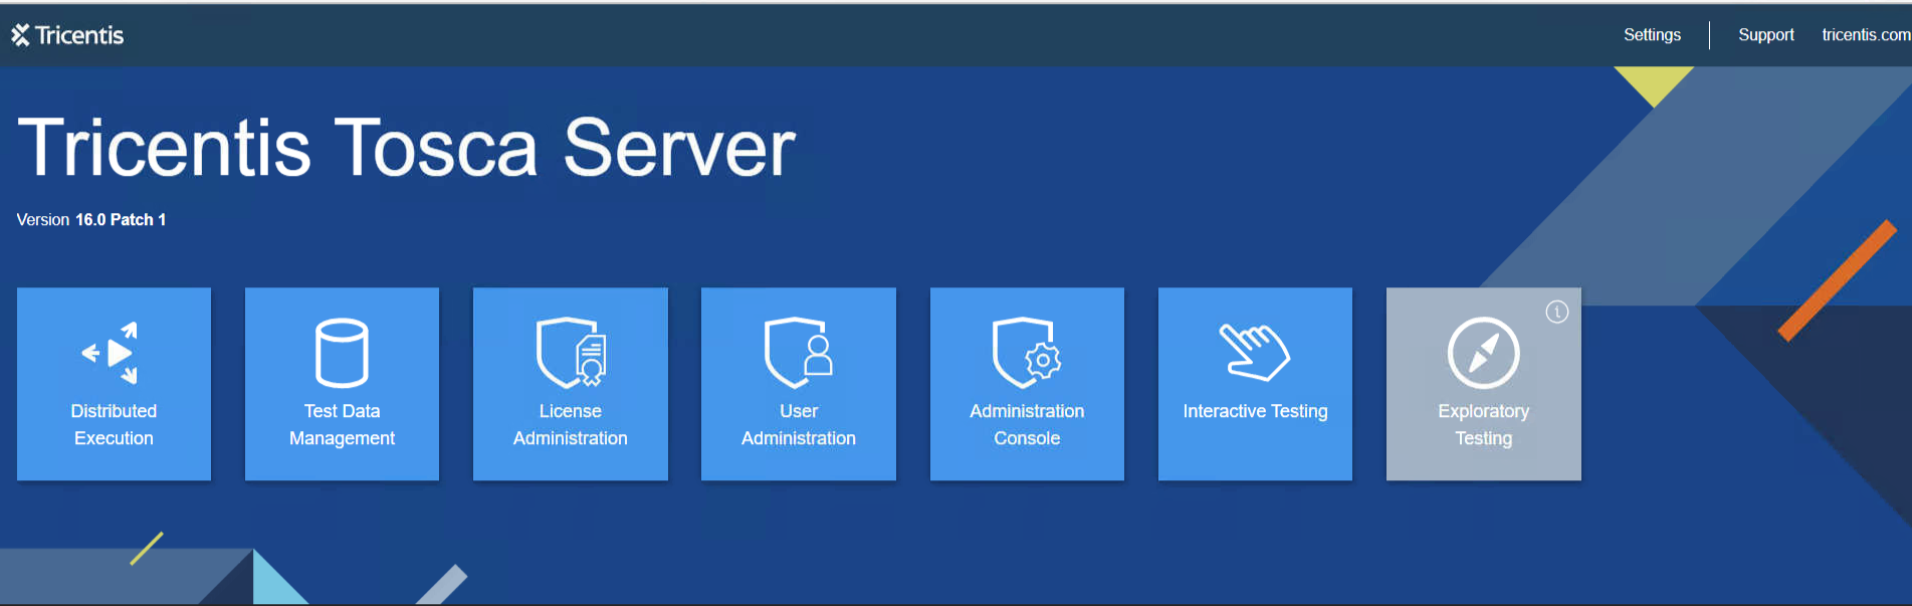 Tricentis
Settings
Support
tricentis.com
Tricentis Tosca Server
Version 16.0 Patch 1
Distributed
Execution
Test Data
Management
License
Administration
User
Administration
Administration
Console
Interactive Testing
Exploratory
Testing